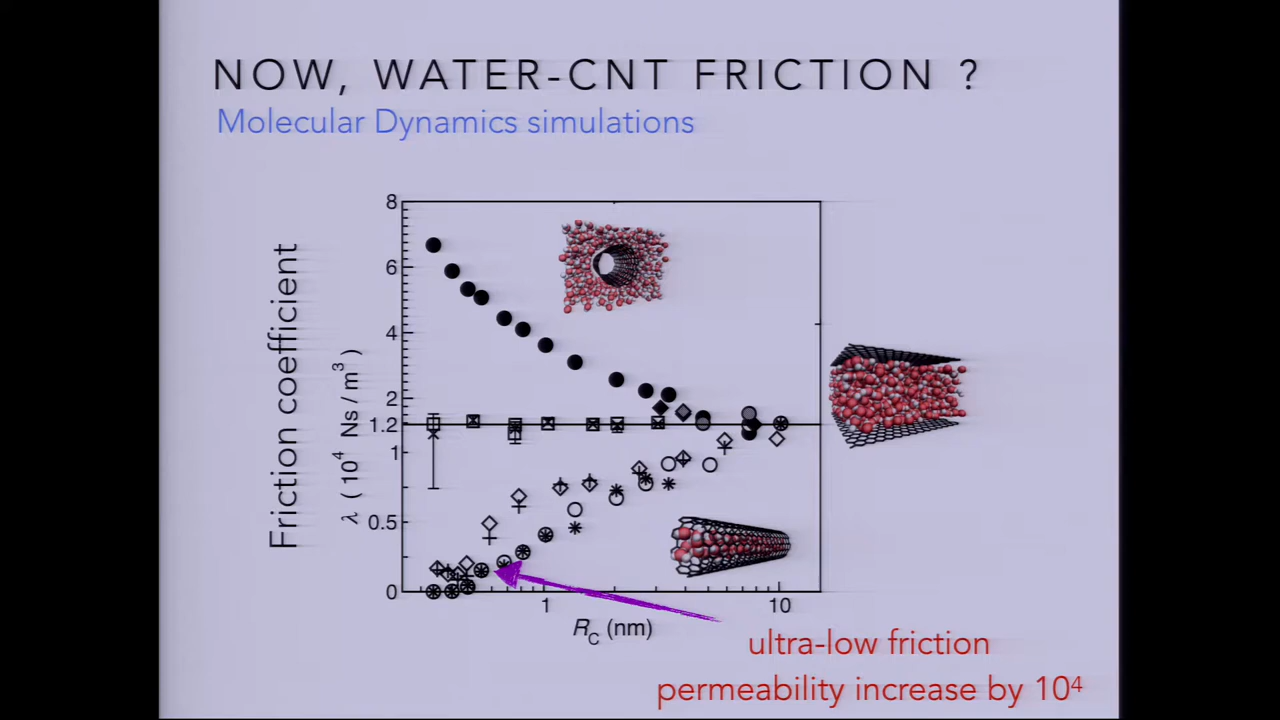 NOW, WATER-CNT FRICTION ?
Molecular Dynamics simulations
Friction coefficient
λ ( 10⁴ Ns / m³ )
8
6
4
2
1.2
1
0.5
0
1
10
R_C (nm)
ultra-low friction
permeability increase by 10⁴